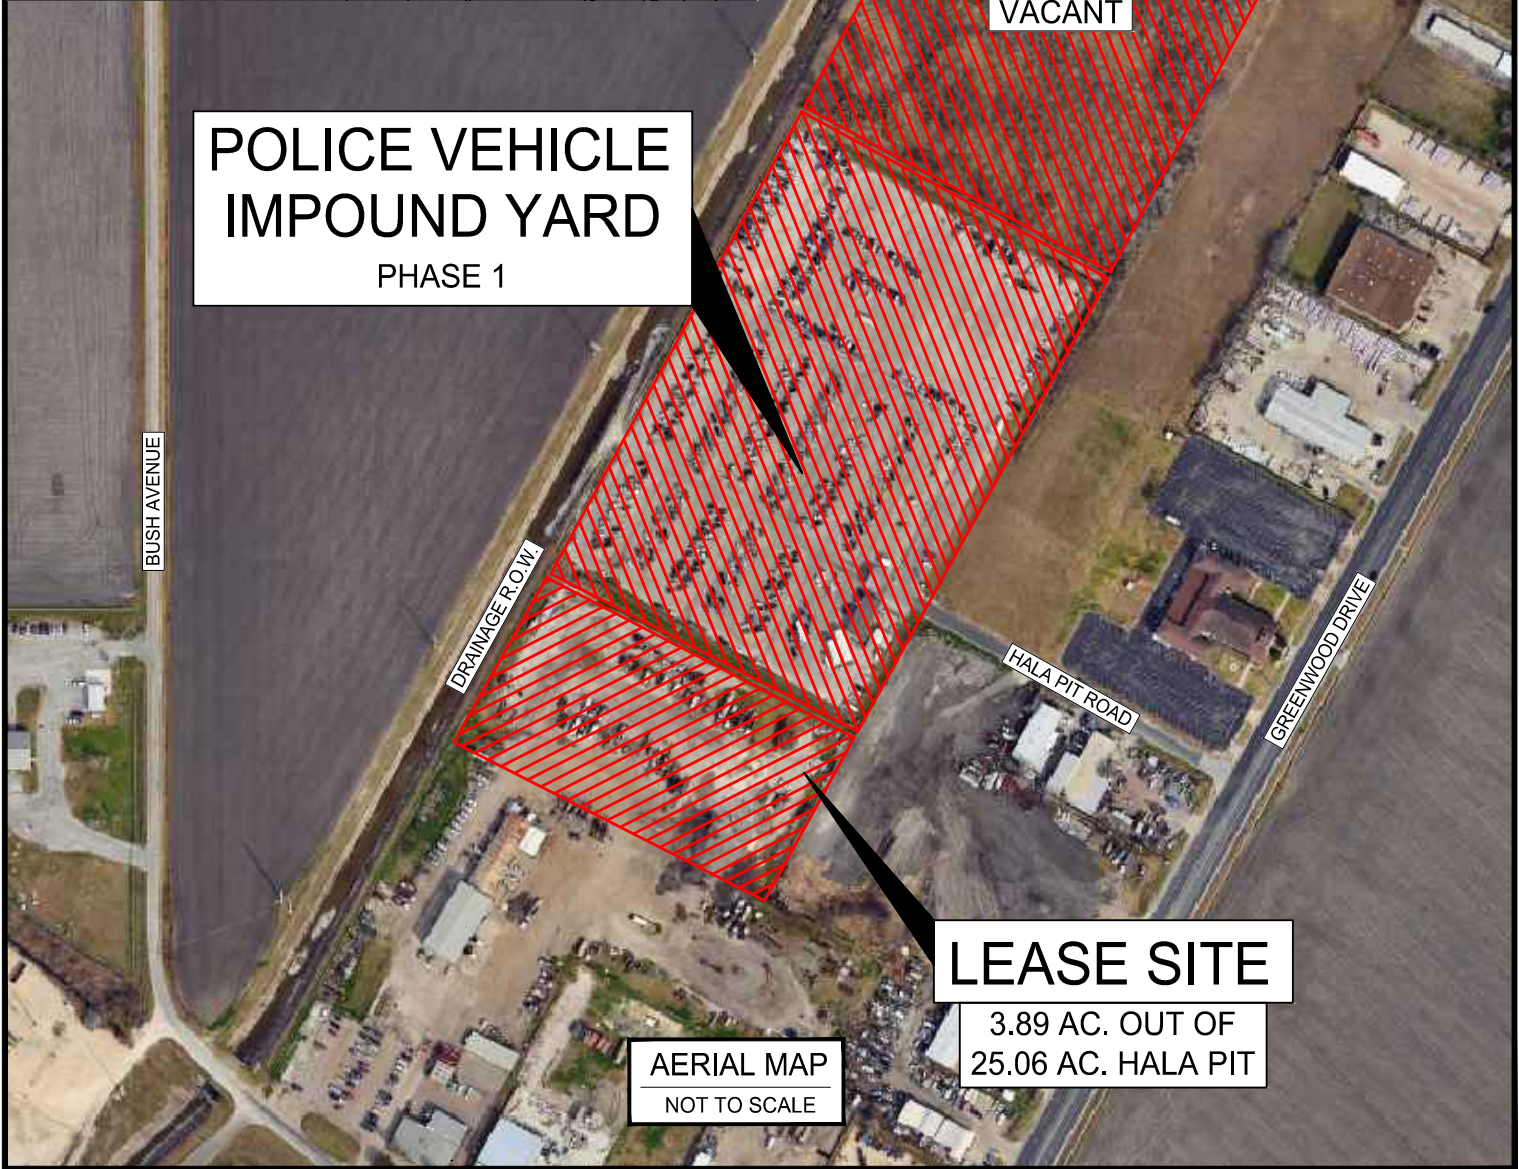 VACANT
POLICE VEHICLE
IMPOUND YARD
PHASE 1
BUSH AVENUE
DRAINAGE R.O.W.
HALA PIT ROAD
GREENWOOD DRIVE
LEASE SITE
3.89 AC. OUT OF
25.06 AC. HALA PIT
AERIAL MAP
NOT TO SCALE